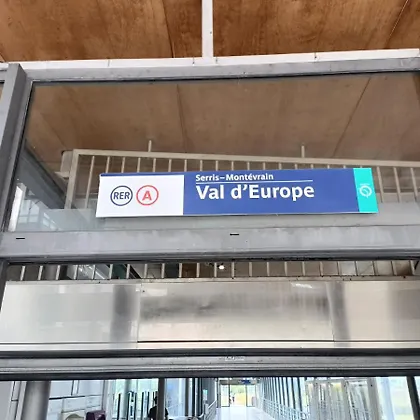 RER A
Serris–Montévrain
Val d'Europe